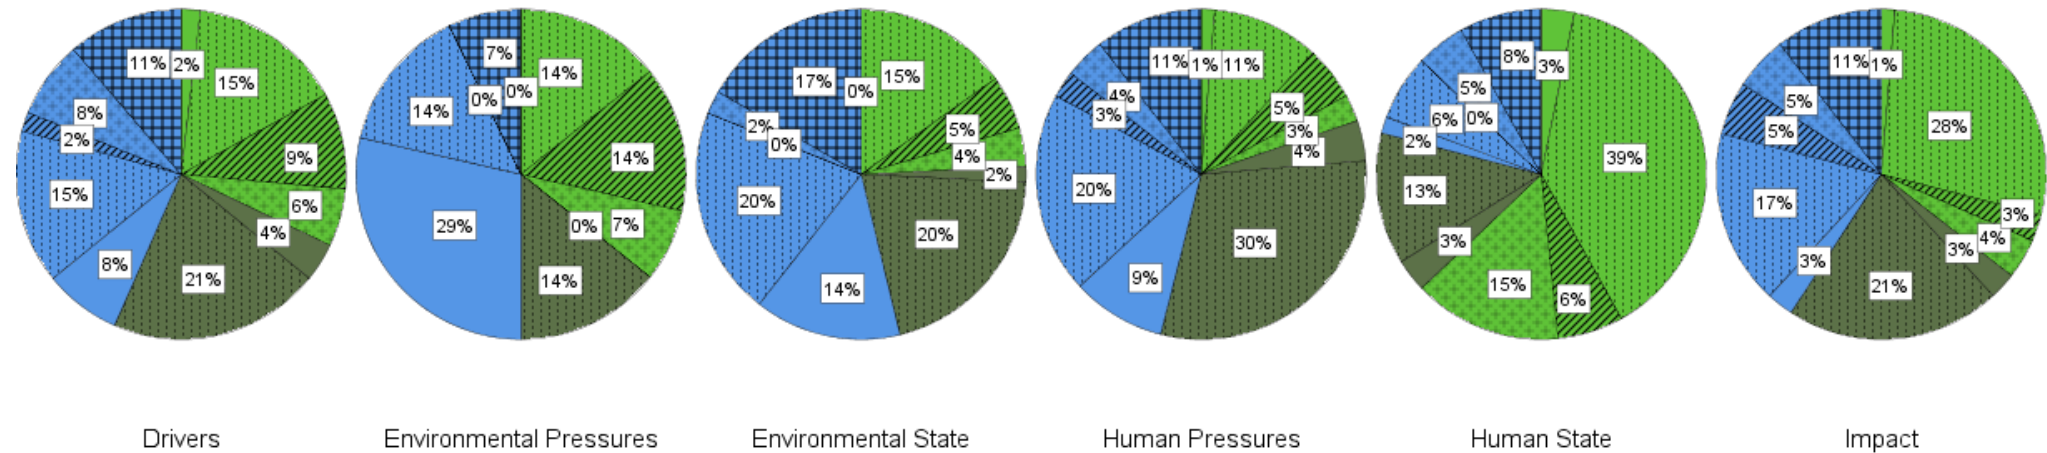 11% 2% 15% 9% 6% 4% 21% 8% 15% 2% 8%
7% 0% 14% 14% 7% 0% 14% 29% 14% 0%
17% 0% 15% 5% 4% 2% 20% 14% 20% 0% 2%
11% 1% 11% 5% 3% 4% 30% 9% 20% 3% 4%
8% 3% 39% 6% 15% 3% 13% 2% 6% 0% 5%
11% 1% 28% 3% 4% 3% 21% 3% 17% 5% 5%
Drivers Environmental Pressures Environmental State Human Pressures Human State Impact